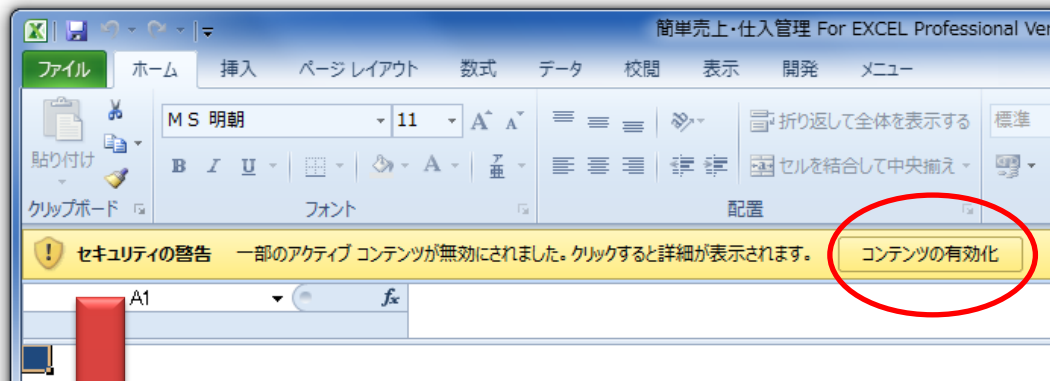 簡単売上・仕入管理 For EXCEL Professional Ver
ファイル ホーム 挿入 ページ レイアウト 数式 データ 校閲 表示 開発 メニュー
ＭＳ 明朝 11 A A 折り返して全体を表示する 標準
貼り付け B I U A ア亜 セルを結合して中央揃え
クリップボード フォント 配置
セキュリティの警告 一部のアクティブ コンテンツが無効にされました。クリックすると詳細が表示されます。 コンテンツの有効化
A1 fx